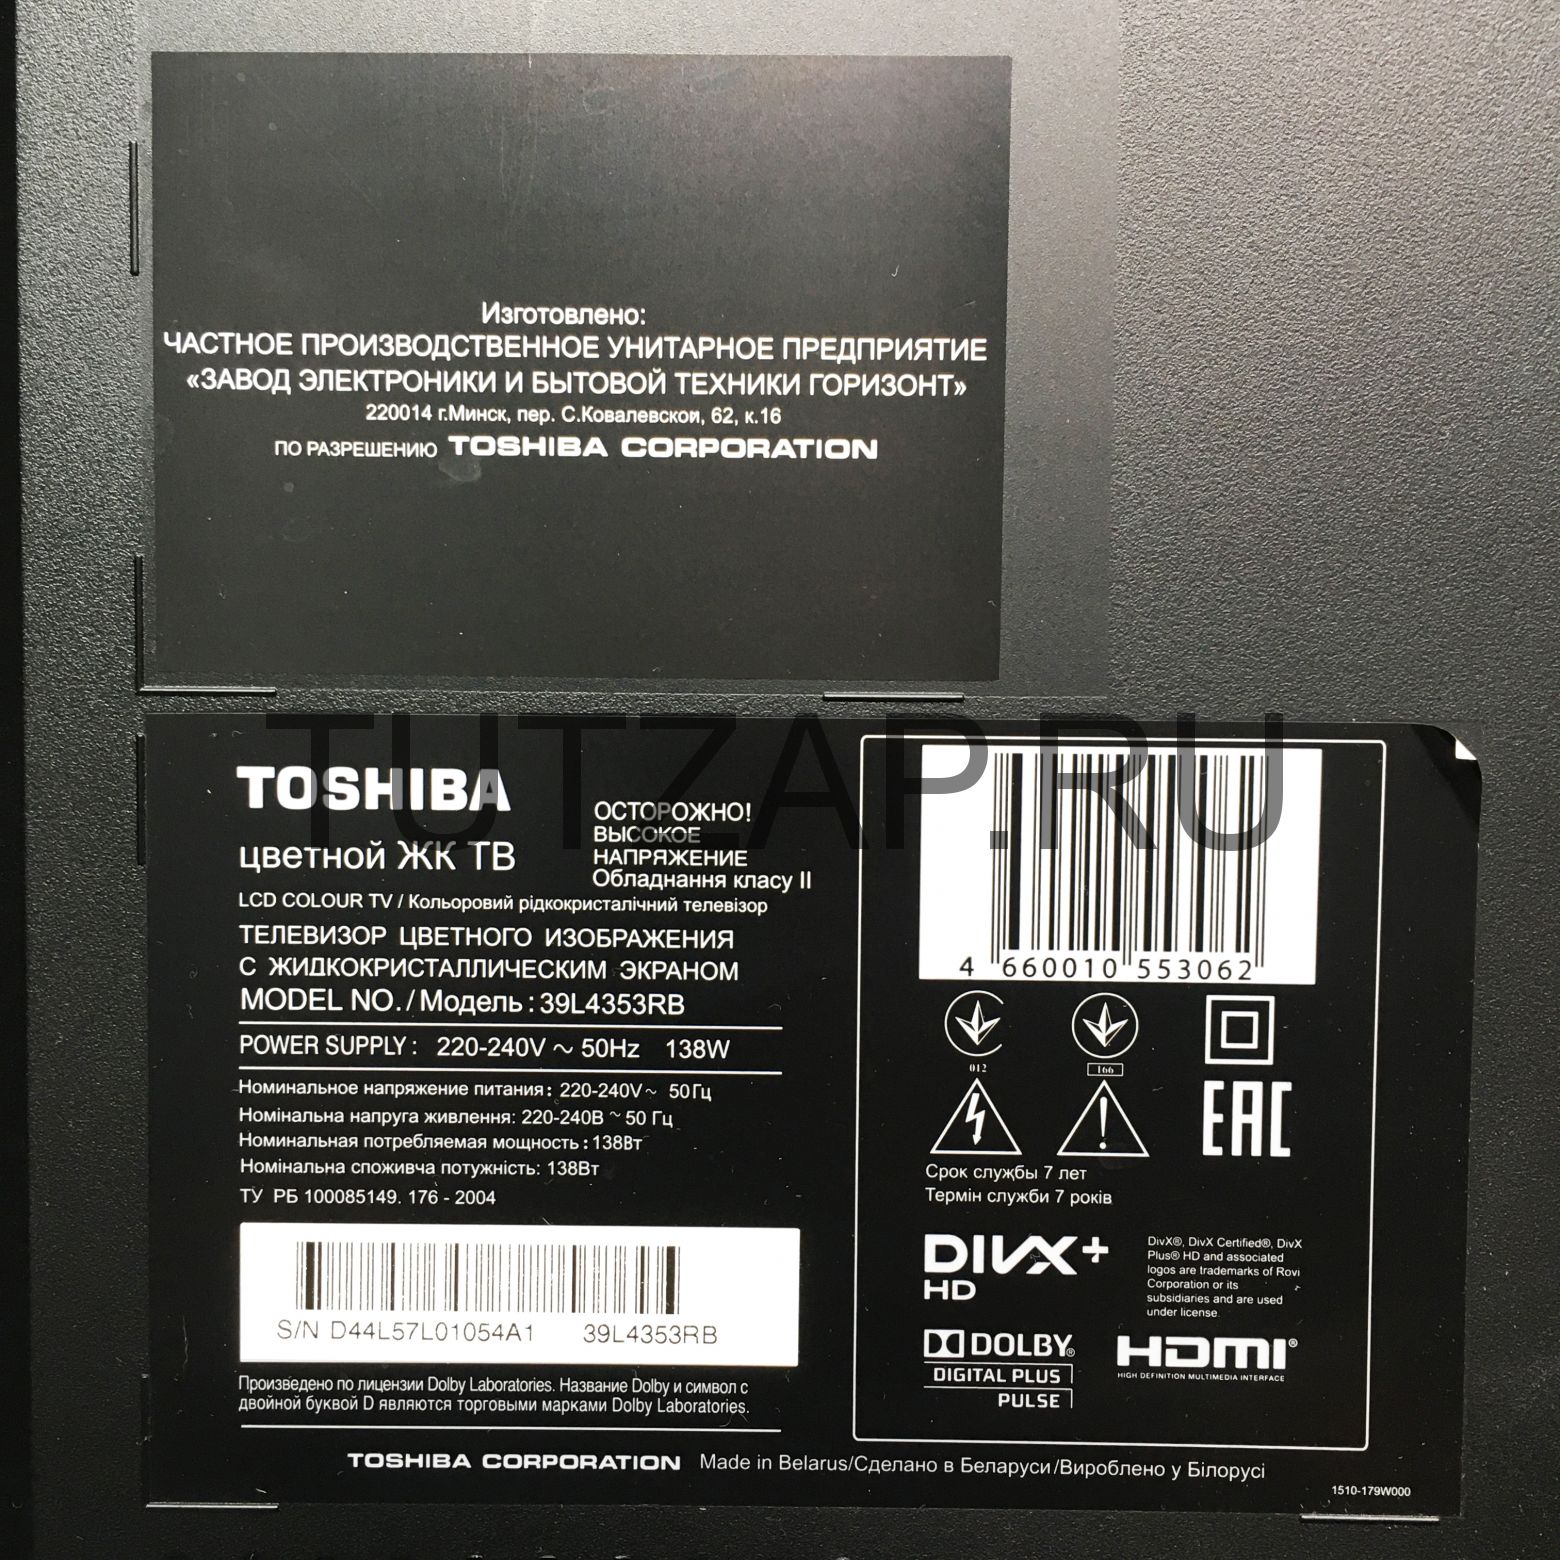 Изготовлено:
ЧАСТНОЕ ПРОИЗВОДСТВЕННОЕ УНИТАРНОЕ ПРЕДПРИЯТИЕ
«ЗАВОД ЭЛЕКТРОНИКИ И БЫТОВОЙ ТЕХНИКИ ГОРИЗОНТ»
220014 г.Минск, пер. С.Ковалевской, 62, к.16
ПО РАЗРЕШЕНИЮ TOSHIBA CORPORATION
TUTZAP.RU
TOSHIBA
цветной ЖК ТВ
ОСТОРОЖНО!
ВЫСОКОЕ
НАПРЯЖЕНИЕ
Обладнання класу II
LCD COLOUR TV / Кольоровий рідкокристалічний телевізор
ТЕЛЕВИЗОР ЦВЕТНОГО ИЗОБРАЖЕНИЯ
С ЖИДКОКРИСТАЛЛИЧЕСКИМ ЭКРАНОМ
MODEL NO. / Модель : 39L4353RB
POWER SUPPLY : 220-240V ~ 50Hz 138W
Номинальное напряжение питания: 220-240V~ 50Гц
Номінальна напруга живлення: 220-240В ~ 50 Гц
Номинальная потребляемая мощность : 138Вт
Номінальна споживча потужність: 138Вт
ТУ РБ 100085149. 176 - 2004
S/N D44L57L01054A1 39L4353RB
Произведено по лицензии Dolby Laboratories. Название Dolby и символ с
двойной буквой D являются торговыми марками Dolby Laboratories.
4 660010 553062
012
166
EAC
Срок службы 7 лет
Термін служби 7 років
DIVX+
HD
DivX®, DivX Certified®, DivX
Plus® HD and associated
logos are trademarks of Rovi
Corporation or its
subsidiaries and are used
under license
DOLBY®
DIGITAL PLUS
PULSE
HDMI®
HIGH DEFINITION MULTIMEDIA INTERFACE
TOSHIBA CORPORATION Made in Belarus/Сделано в Беларуси/Вироблено у Білорусі
1510-179W000